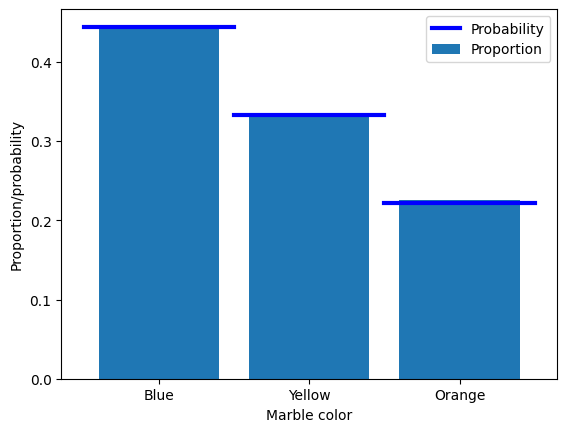 Probability
Proportion
Proportion/probability
0.4
0.3
0.2
0.1
0.0
Blue Yellow Orange
Marble color